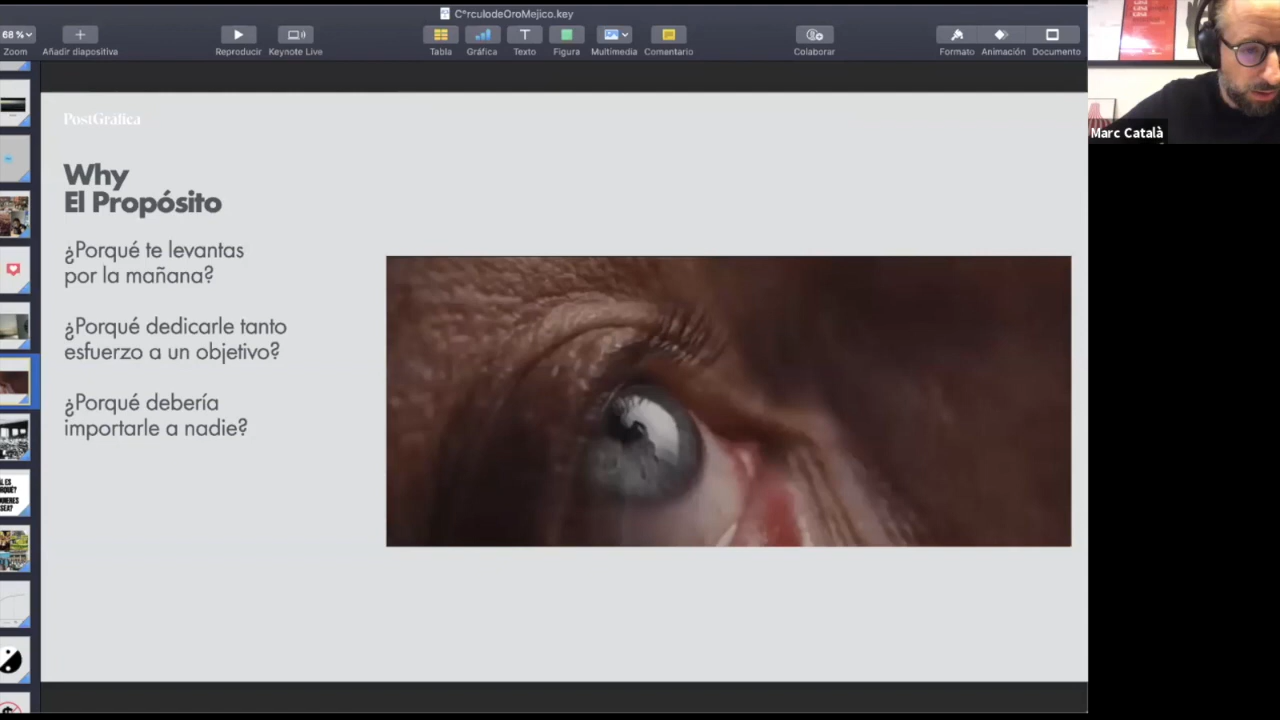 C°rculodeOroMejico.key
68 %
Zoom
Añadir diapositiva
Reproducir
Keynote Live
Tabla
Gráfica
Texto
Figura
Multimedia
Comentario
Colaborar
Formato
Animación
Documento
PostGráfica
Why
El Propósito
¿Porqué te levantas
por la mañana?
¿Porqué dedicarle tanto
esfuerzo a un objetivo?
¿Porqué debería
importarle a nadie?
Marc Català